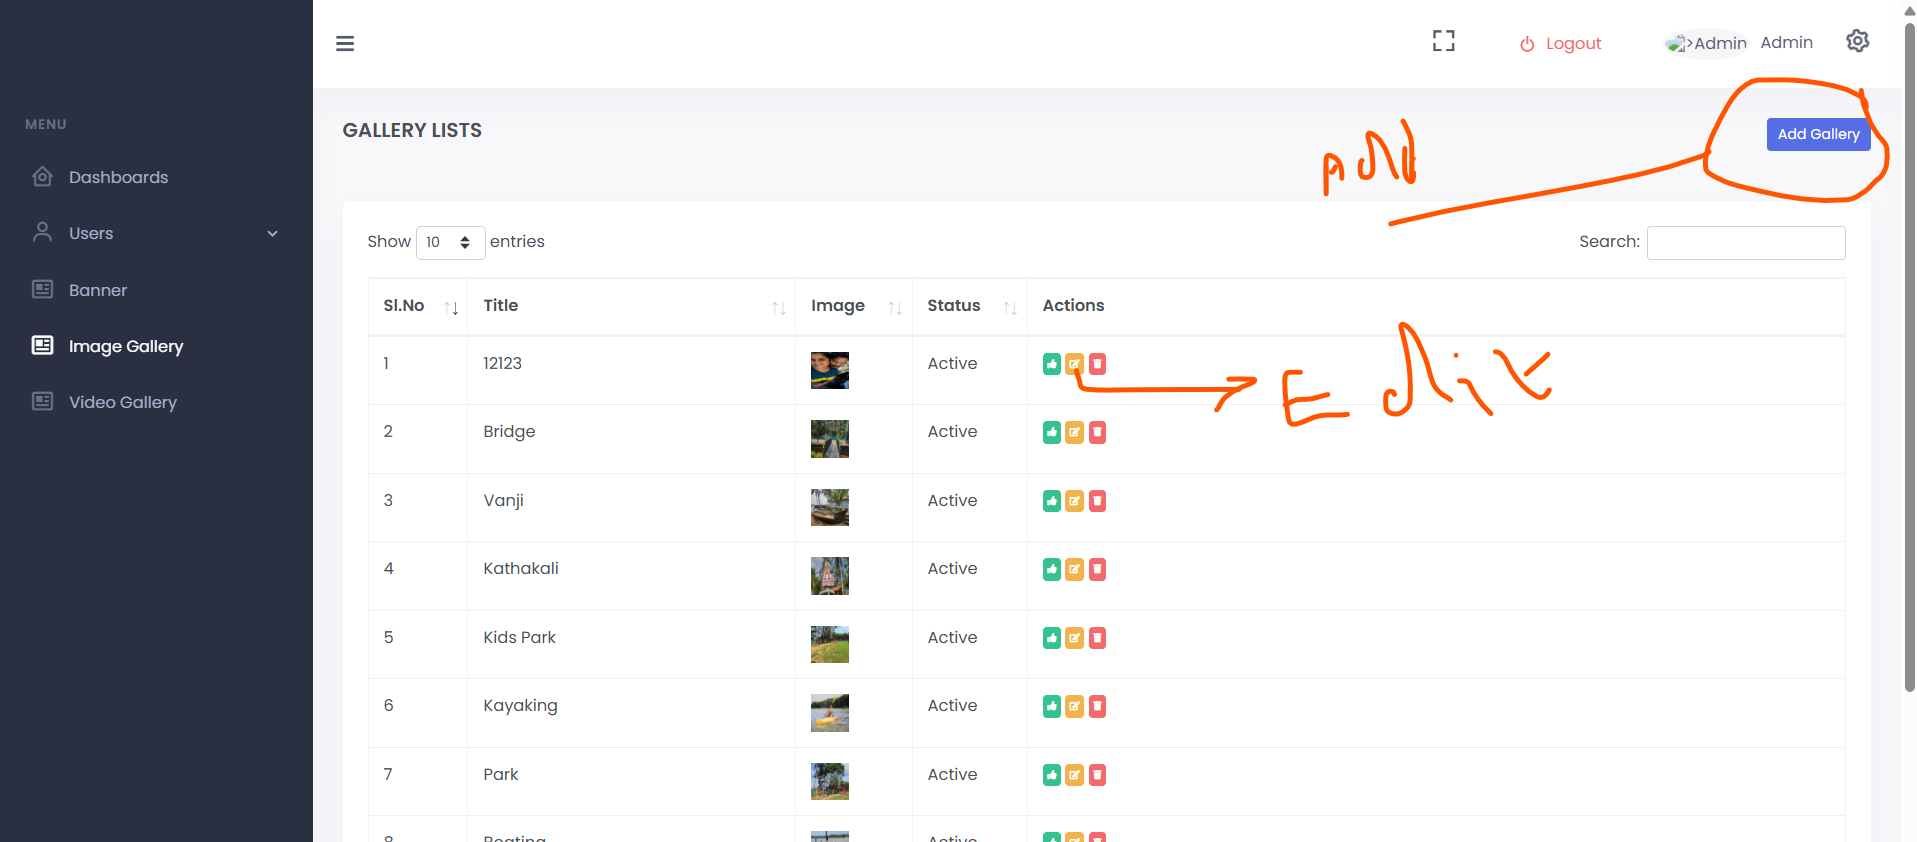 >Admin Admin
Logout
MENU
Dashboards
Users
Banner
Image Gallery
Video Gallery
GALLERY LISTS
Add Gallery
ADD
Show 10 entries
Search:
Sl.No Title Image Status Actions
1 12123 Active
Edit
2 Bridge Active
3 Vanji Active
4 Kathakali Active
5 Kids Park Active
6 Kayaking Active
7 Park Active
8 Boating Active